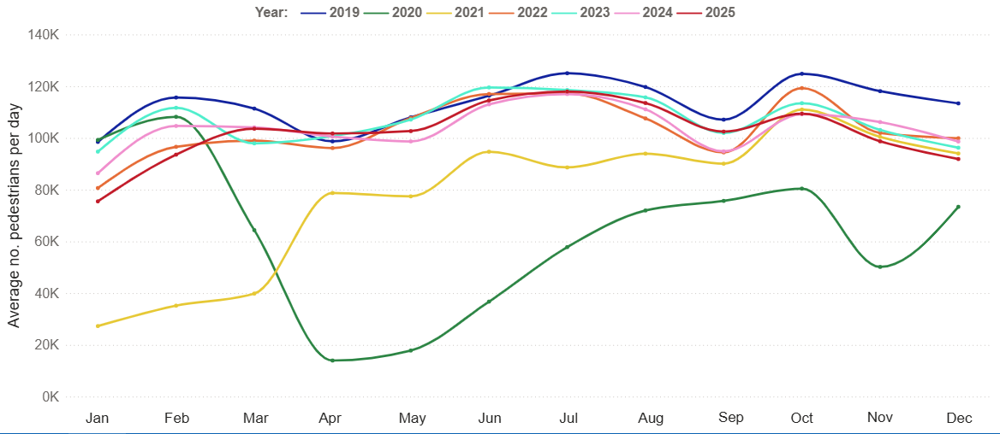 Year: 2019 2020 2021 2022 2023 2024 2025
140K
120K
100K
80K
60K
40K
20K
0K
Average no. pedestrians per day
Jan Feb Mar Apr May Jun Jul Aug Sep Oct Nov Dec